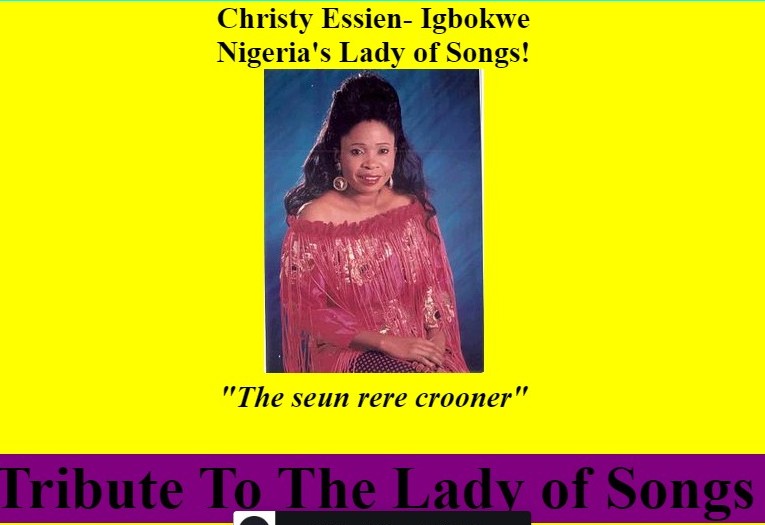 Christy Essien- Igbokwe
Nigeria's Lady of Songs!
"The seun rere crooner"
Tribute To The Lady of Songs